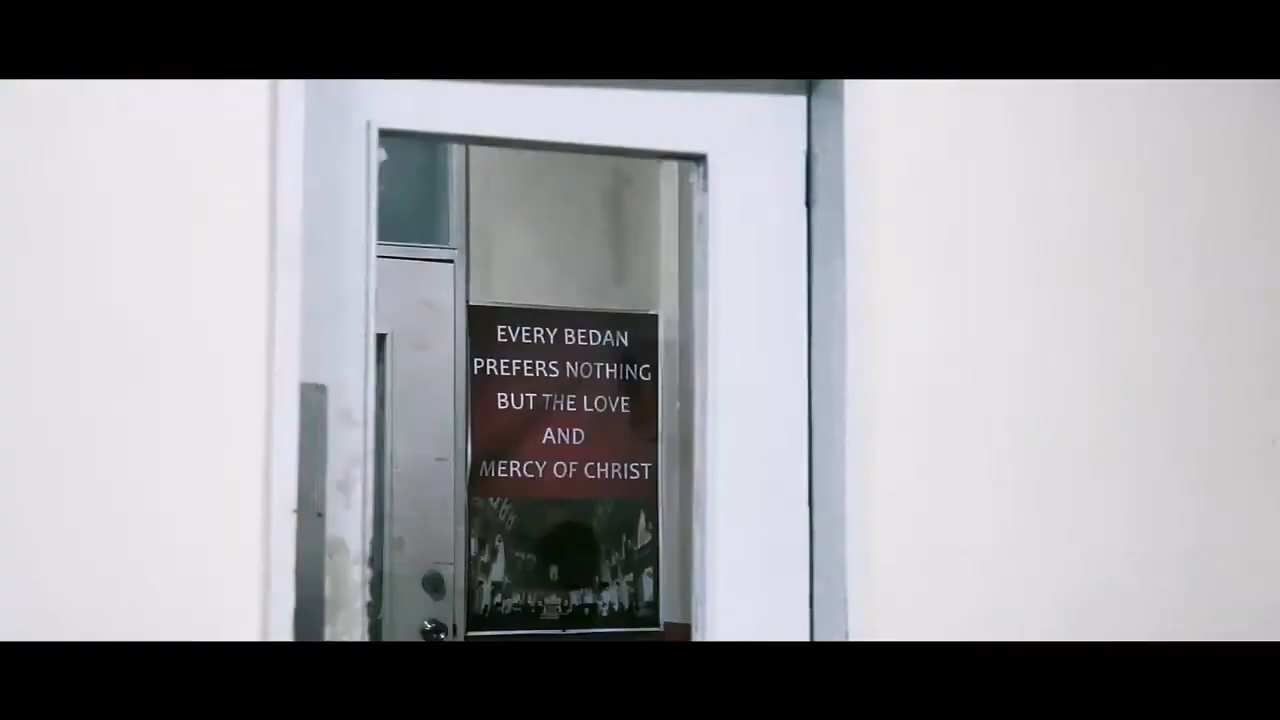 EVERY BEDAN
PREFERS NOTHING
BUT THE LOVE
AND
MERCY OF CHRIST